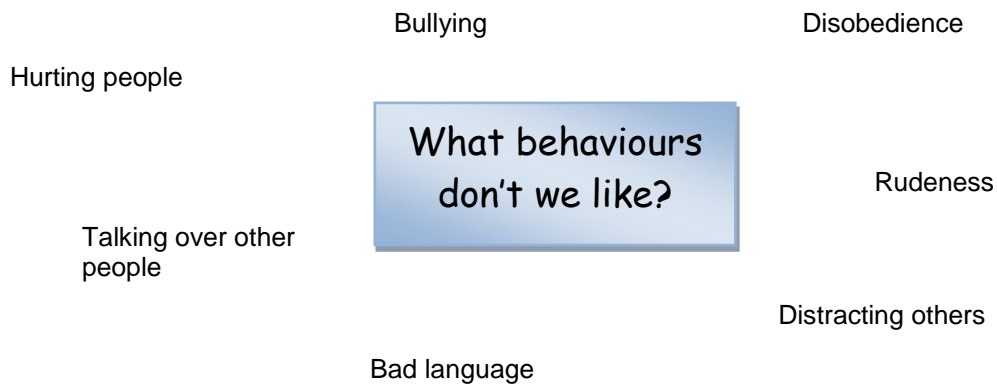 Bullying
Disobedience
Hurting people
What behaviours
don't we like?
Rudeness
Talking over other
people
Distracting others
Bad language